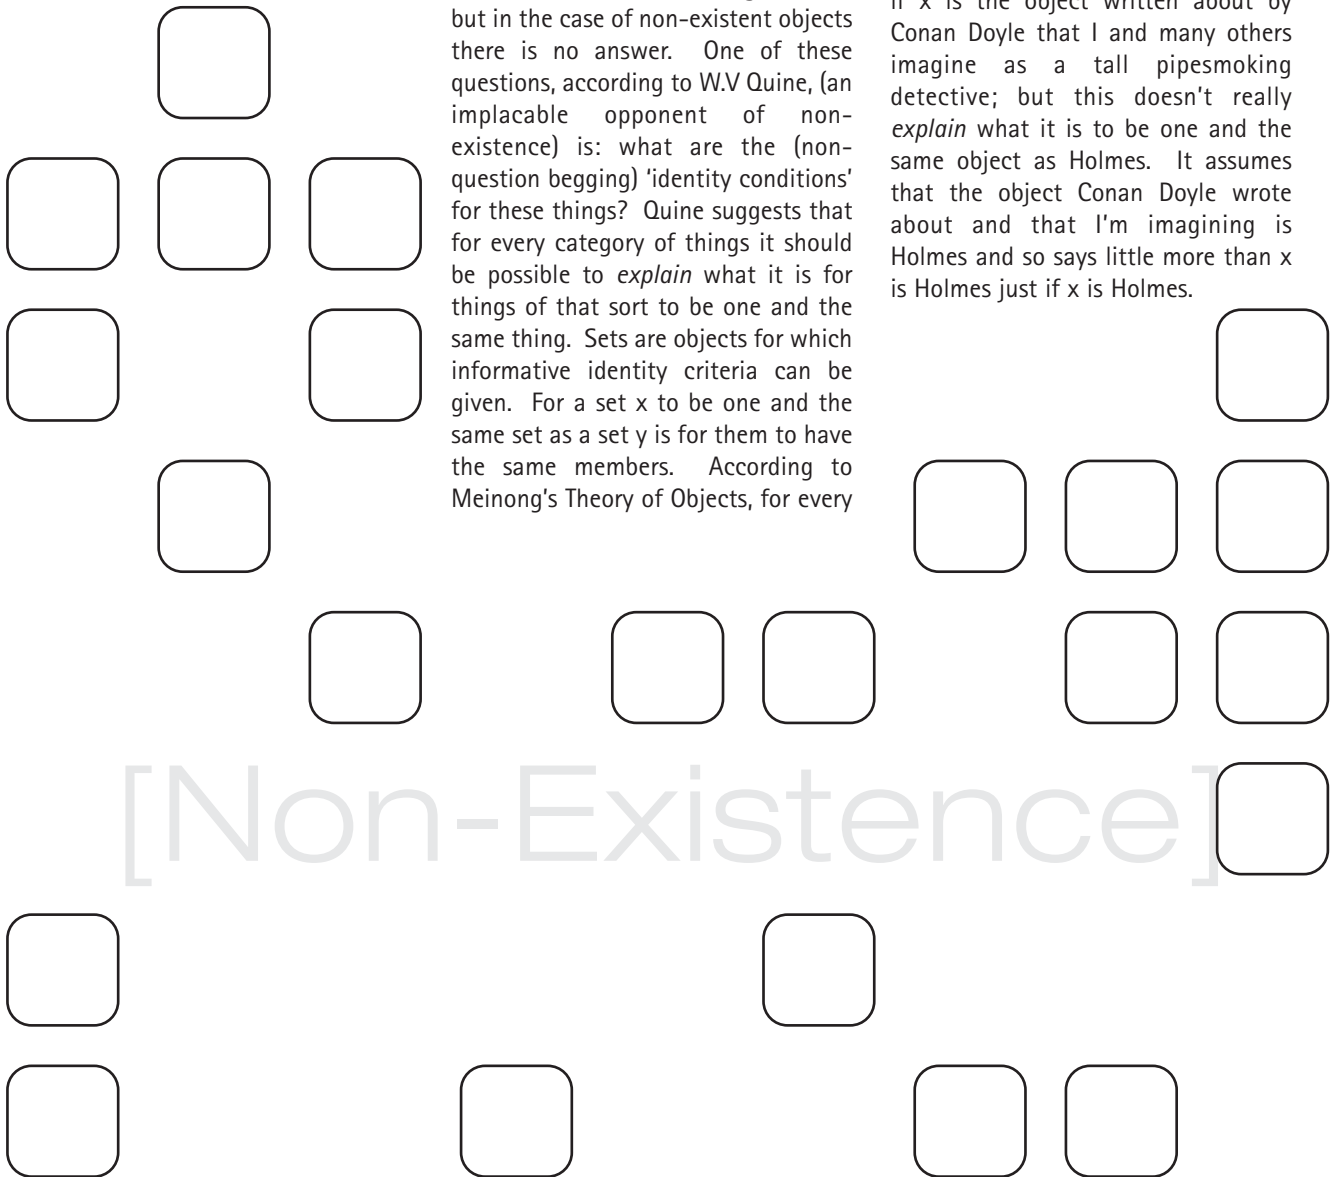 but in the case of non-existent objects
there is no answer. One of these
questions, according to W.V Quine, (an
implacable opponent of non-
existence) is: what are the (non-
question begging) 'identity conditions'
for these things? Quine suggests that
for every category of things it should
be possible to explain what it is for
things of that sort to be one and the
same thing. Sets are objects for which
informative identity criteria can be
given. For a set x to be one and the
same set as a set y is for them to have
the same members. According to
Meinong's Theory of Objects, for every
if x is the object written about by
Conan Doyle that I and many others
imagine as a tall pipesmoking
detective; but this doesn't really
explain what it is to be one and the
same object as Holmes. It assumes
that the object Conan Doyle wrote
about and that I'm imagining is
Holmes and so says little more than x
is Holmes just if x is Holmes.
[Non-Existence]